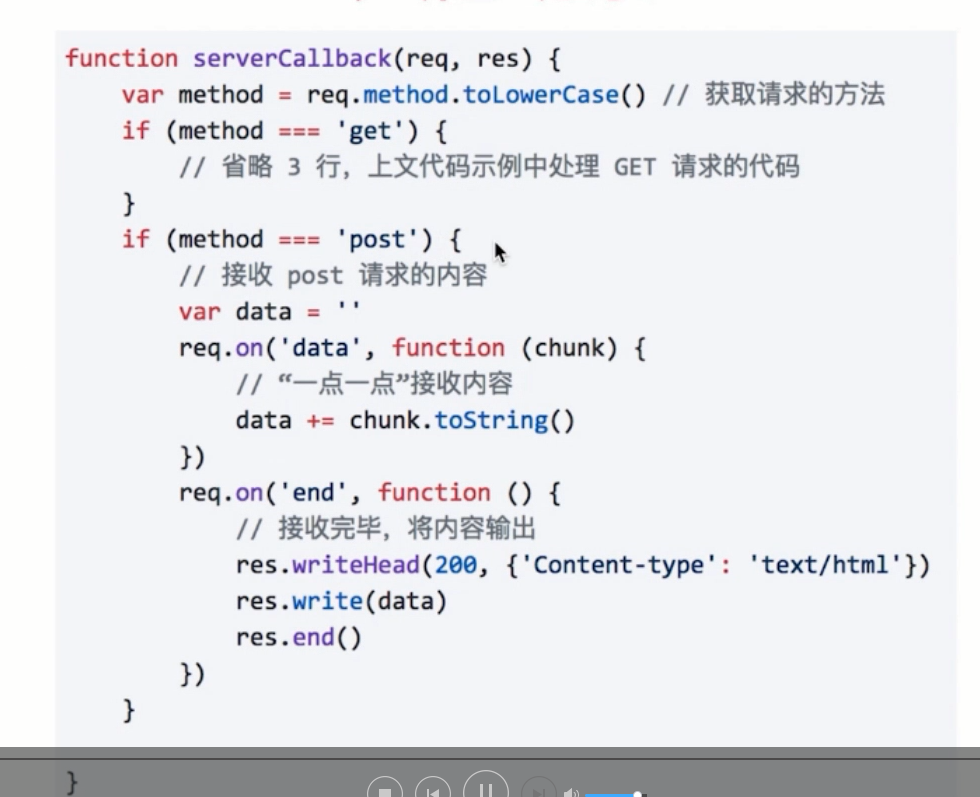 function serverCallback(req, res) {
    var method = req.method.toLowerCase() // 获取请求的方法
    if (method === 'get') {
        // 省略 3 行，上文代码示例中处理 GET 请求的代码
    }
    if (method === 'post') {
        // 接收 post 请求的内容
        var data = ''
        req.on('data', function (chunk) {
            // “一点一点”接收内容
            data += chunk.toString()
        })
        req.on('end', function () {
            // 接收完毕，将内容输出
            res.writeHead(200, {'Content-type': 'text/html'})
            res.write(data)
            res.end()
        })
    }
}